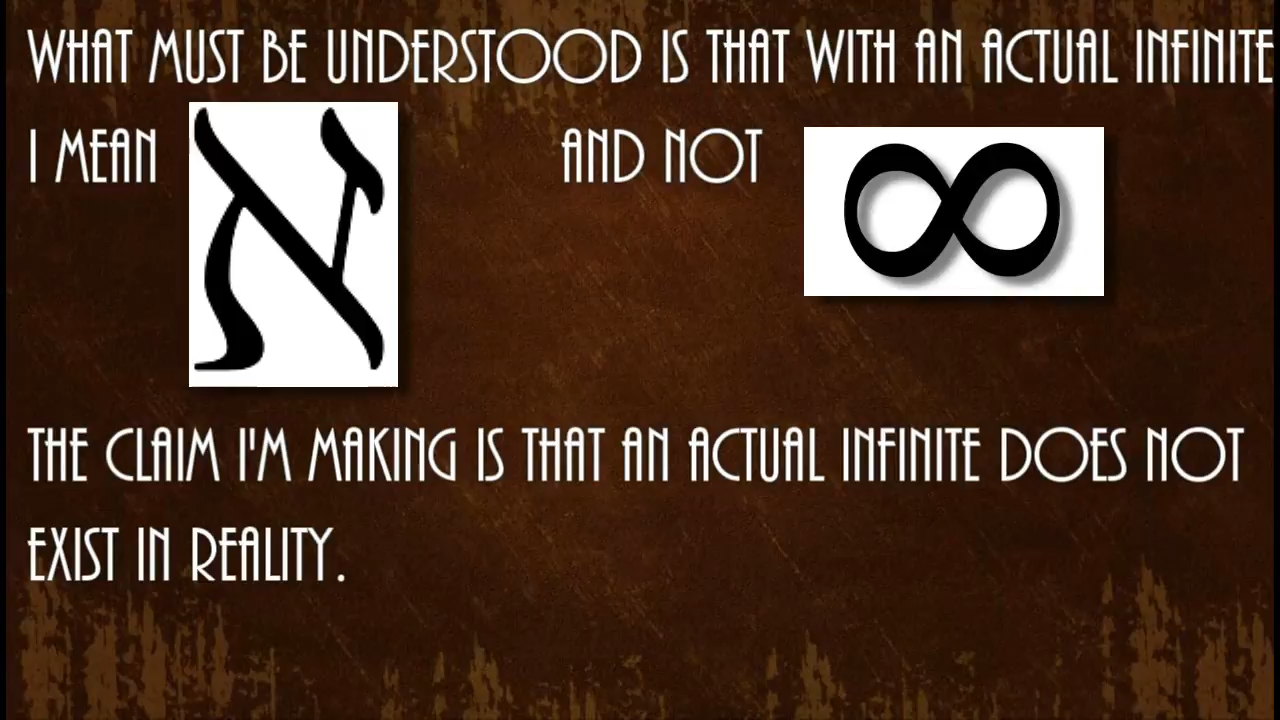 WHAT MUST BE UNDERSTOOD IS THAT WITH AN ACTUAL INFINITE
I MEAN א AND NOT ∞
THE CLAIM I'M MAKING IS THAT AN ACTUAL INFINITE DOES NOT
EXIST IN REALITY.